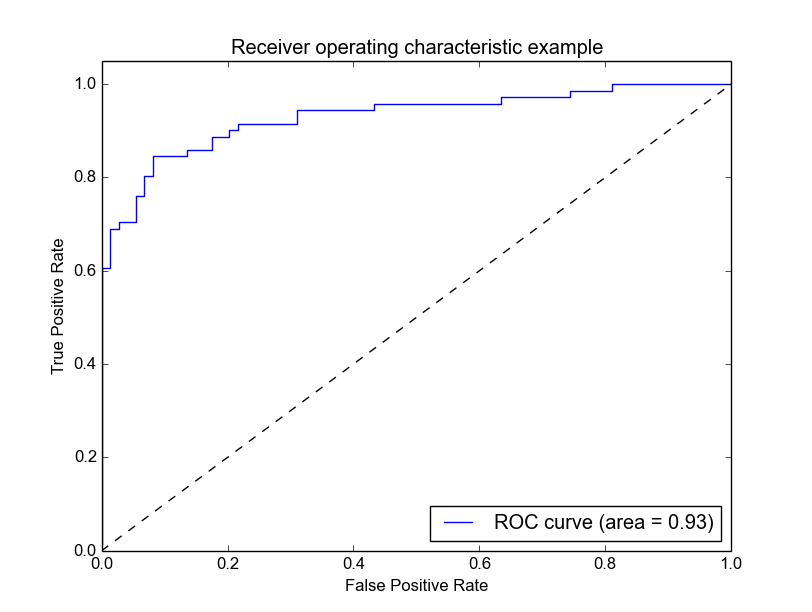 Receiver operating characteristic example
1.0
0.8
0.6
0.4
0.2
0.0
True Positive Rate
ROC curve (area = 0.93)
0.0 0.2 0.4 0.6 0.8 1.0
False Positive Rate